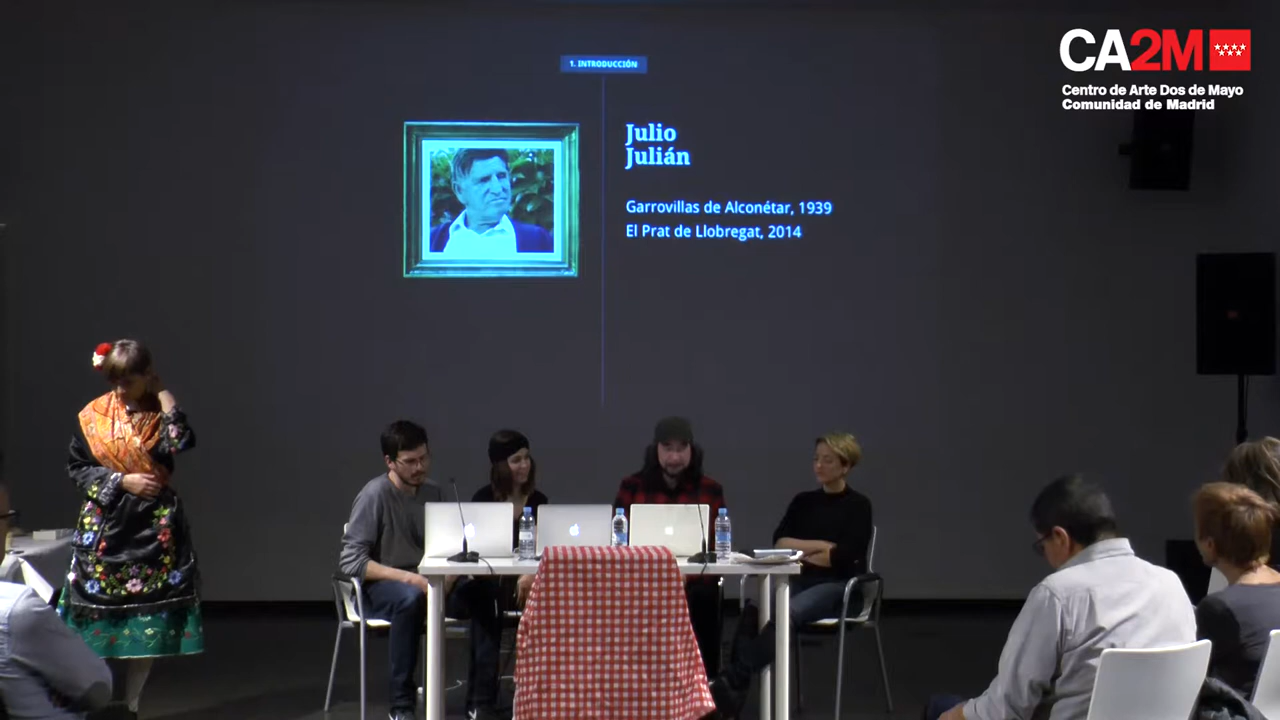 1. INTRODUCCIÓN
CA2M
Centro de Arte Dos de Mayo
Comunidad de Madrid
Julio
Julián
Garrovillas de Alconétar, 1939
El Prat de Llobregat, 2014